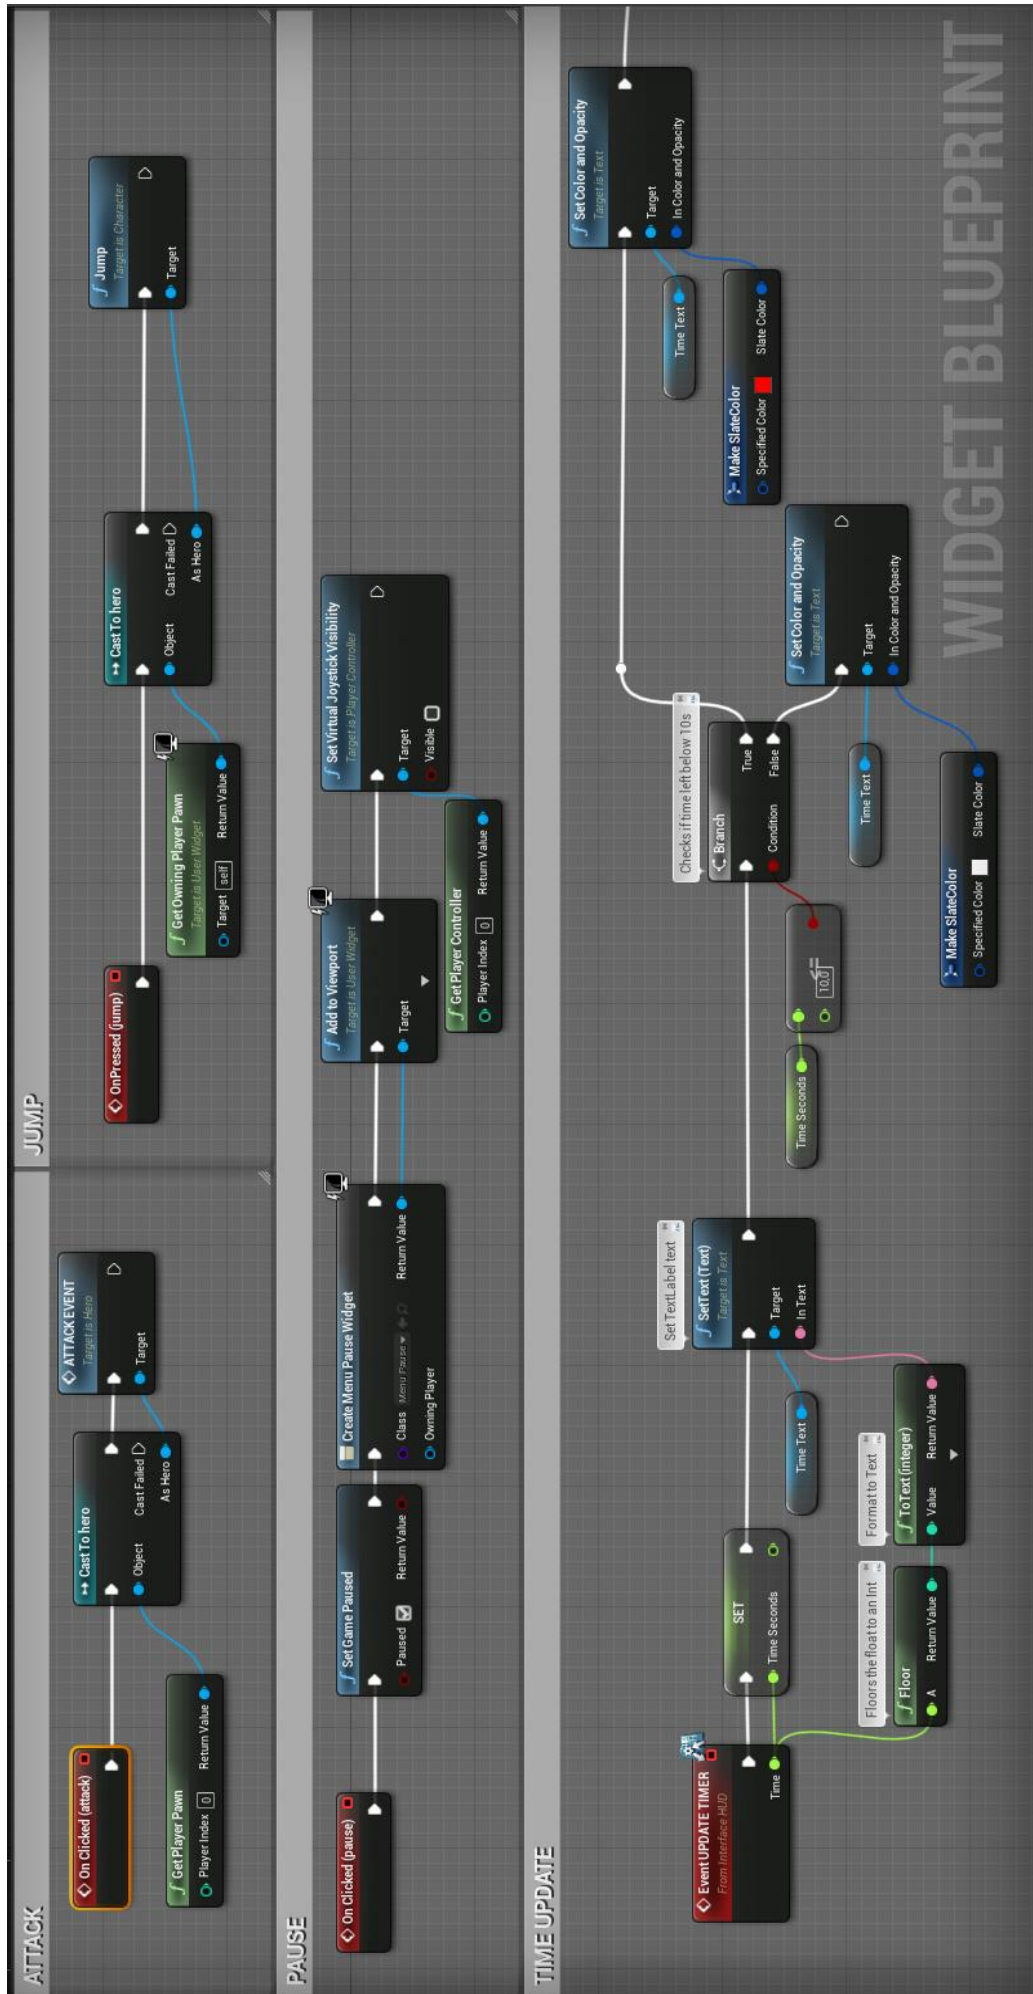 ATTACK
On Clicked (attack)
Get Player Pawn
Player Index 0
Return Value
Cast To hero
Object
Cast Failed
As Hero
ATTACK EVENT
Target is Hero
Target
JUMP
OnPressed (jump)
Get Owning Player Pawn
Target is User Widget
Target self
Return Value
Cast To hero
Object
Cast Failed
As Hero
Jump
Target is Character
Target
PAUSE
On Clicked (pause)
Set Game Paused
Paused
Return Value
Create Menu Pause Widget
Class Menu Pause
Return Value
Owning Player
Add to Viewport
Target is User Widget
Target
Get Player Controller
Player Index 0
Return Value
Set Virtual Joystick Visibility
Target is Player Controller
Target
Visible
TIME UPDATE
Event UPDATE TIMER
From Interface HUD
Time
SET
Time Seconds
Floors the float to an Int
Floor
A
Return Value
Format to Text
ToText (integer)
Value
Return Value
Time Text
Set TextLabel text
SetText (Text)
Target is Text
Target
In Text
Time Seconds
<=
10,0
Checks if time left below 10s
Branch
True
Condition
False
Time Text
Make SlateColor
Specified Color
Slate Color
Set Color and Opacity
Target is Text
Target
In Color and Opacity
Time Text
Make SlateColor
Specified Color
Slate Color
Set Color and Opacity
Target is Text
Target
In Color and Opacity
WIDGET BLUEPRINT